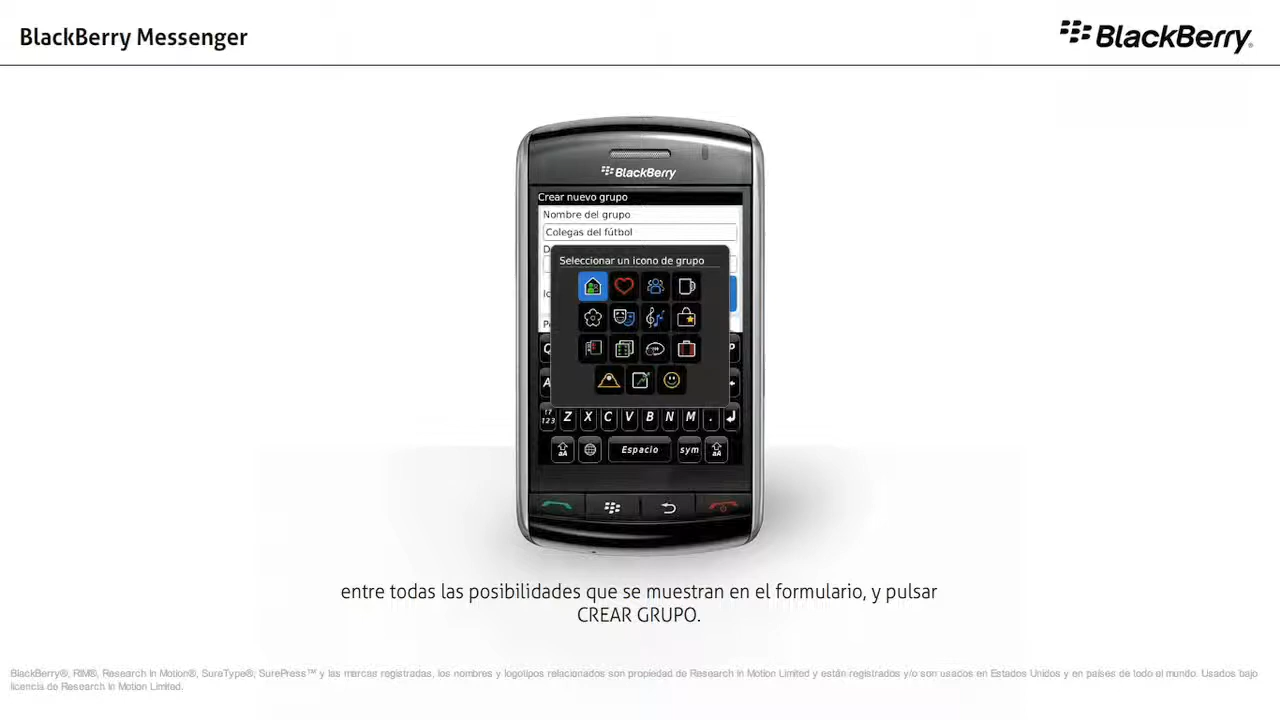 BlackBerry Messenger
BlackBerry
BlackBerry
Crear nuevo grupo
Nombre del grupo
Colegas del fútbol
Seleccionar un icono de grupo
Z X C V B N M .
Espacio
sym
entre todas las posibilidades que se muestran en el formulario, y pulsar
CREAR GRUPO.
BlackBerry®, RIM®, Research In Motion®, SureType®, SurePress™ y las marcas registradas, los nombres y logotipos relacionados son propiedad de Research in Motion Limited y están registrados y/o son usados en Estados Unidos y en países de todo el mundo. Usados bajo
licencia de Research In Motion Limited.